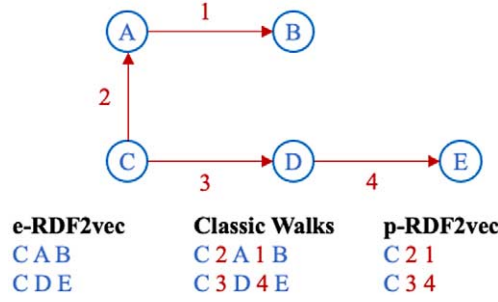 1
A B
2
C D E
3 4
e-RDF2vec Classic Walks p-RDF2vec
C A B C 2 A 1 B C 2 1
C D E C 3 D 4 E C 3 4